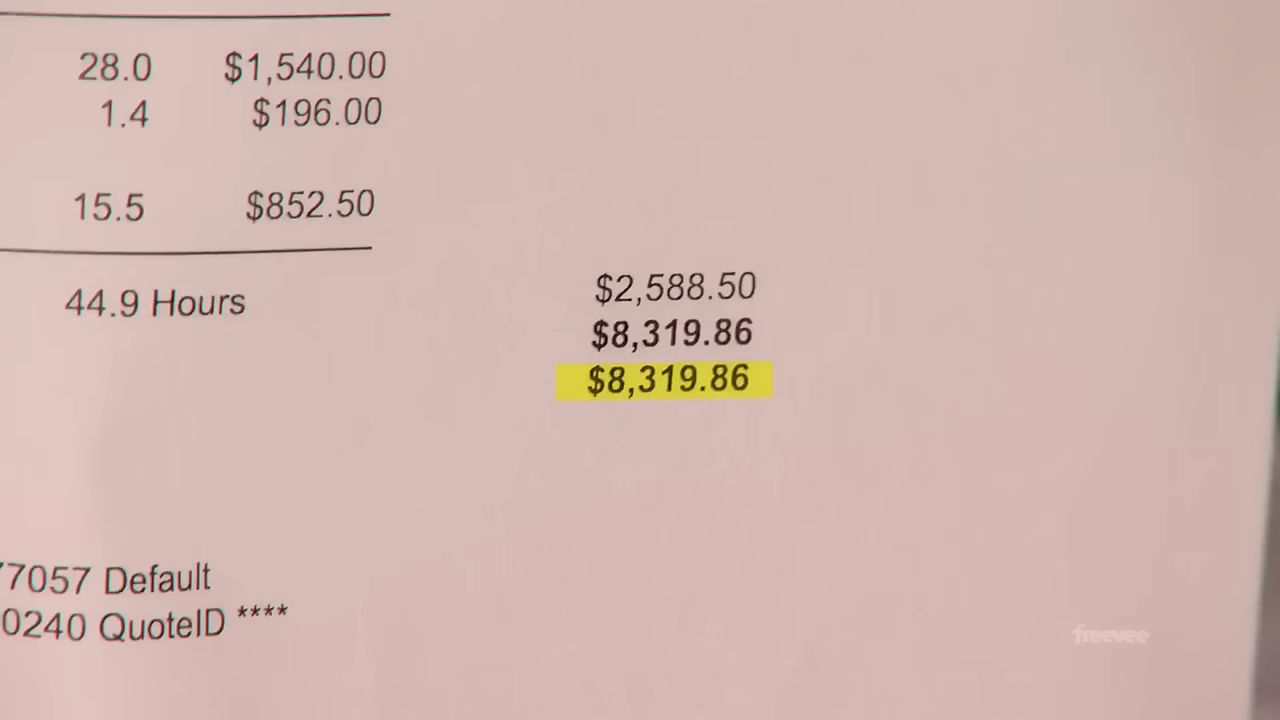 28.0 $1,540.00
1.4 $196.00
15.5 $852.50
44.9 Hours $2,588.50
$8,319.86
$8,319.86
77057 Default
0240 QuoteID ****
freevee